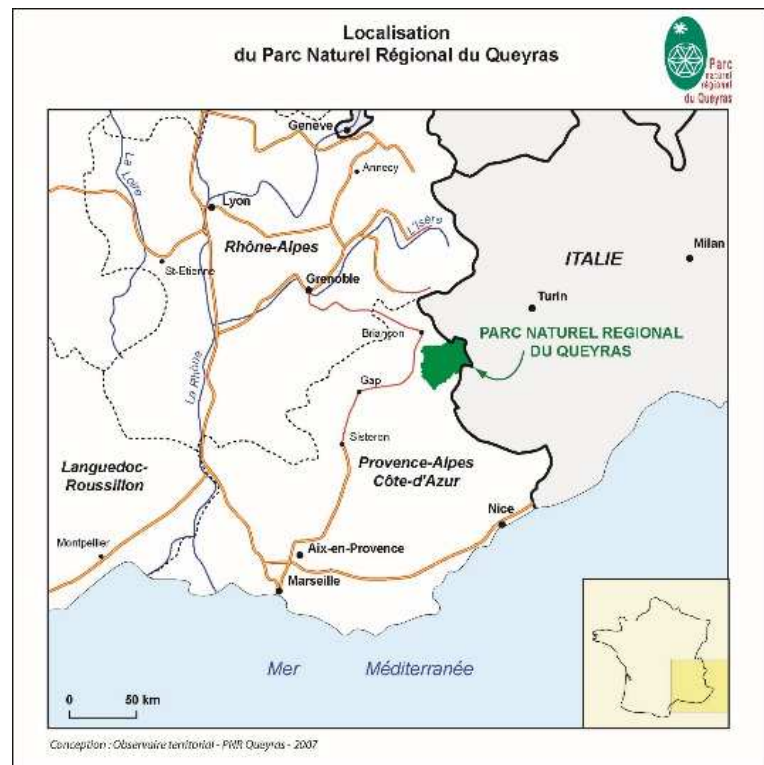 Localisation
du Parc Naturel Régional du Queyras
Parc
naturel
régional
du Queyras
Genève
Annecy
La Loire
Lyon
L'Isère
Rhône-Alpes
ITALIE
Milan
St-Etienne
Grenoble
Turin
Briançon
PARC NATUREL REGIONAL
DU QUEYRAS
La Rhône
Gap
Sisteron
Languedoc-
Roussillon
Provence-Alpes
Côte-d'Azur
Nice
Montpellier
Aix-en-Provence
Marseille
Mer Méditerranée
0 50 km
Conception : Observaire territorial - PNR Queyras - 2007